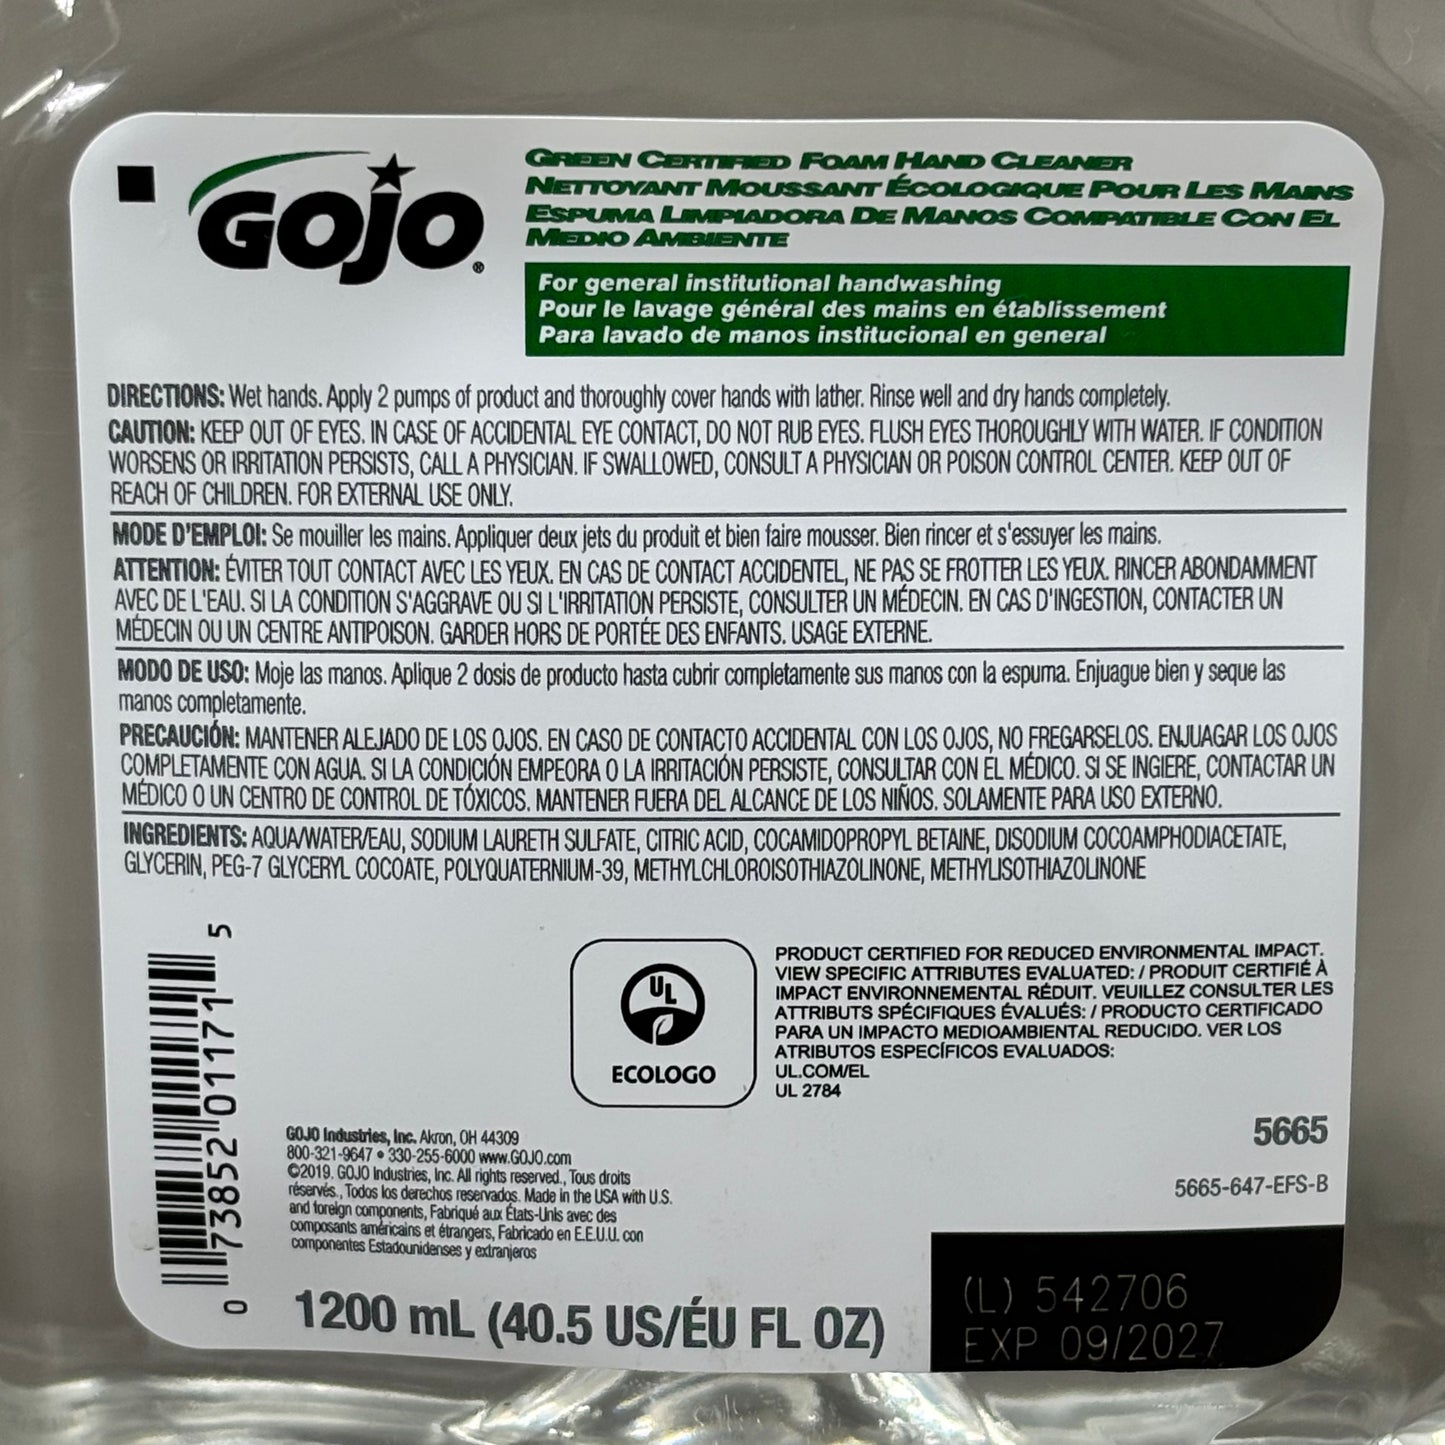 GOJO®
GREEN CERTIFIED FOAM HAND CLEANER
NETTOYANT MOUSSANT ÉCOLOGIQUE POUR LES MAINS
ESPUMA LIMPIADORA DE MANOS COMPATIBLE CON EL
MEDIO AMBIENTE
For general institutional handwashing
Pour le lavage général des mains en établissement
Para lavado de manos institucional en general
DIRECTIONS: Wet hands. Apply 2 pumps of product and thoroughly cover hands with lather. Rinse well and dry hands completely.
CAUTION: KEEP OUT OF EYES. IN CASE OF ACCIDENTAL EYE CONTACT, DO NOT RUB EYES. FLUSH EYES THOROUGHLY WITH WATER. IF CONDITION
WORSENS OR IRRITATION PERSISTS, CALL A PHYSICIAN. IF SWALLOWED, CONSULT A PHYSICIAN OR POISON CONTROL CENTER. KEEP OUT OF
REACH OF CHILDREN. FOR EXTERNAL USE ONLY.
MODE D'EMPLOI: Se mouiller les mains. Appliquer deux jets du produit et bien faire mousser. Bien rincer et s'essuyer les mains.
ATTENTION: ÉVITER TOUT CONTACT AVEC LES YEUX. EN CAS DE CONTACT ACCIDENTEL, NE PAS SE FROTTER LES YEUX. RINCER ABONDAMMENT
AVEC DE L'EAU. SI LA CONDITION S'AGGRAVE OU SI L'IRRITATION PERSISTE, CONSULTER UN MÉDECIN. EN CAS D'INGESTION, CONTACTER UN
MÉDECIN OU UN CENTRE ANTIPOISON. GARDER HORS DE PORTÉE DES ENFANTS. USAGE EXTERNE.
MODO DE USO: Moje las manos. Aplique 2 dosis de producto hasta cubrir completamente sus manos con la espuma. Enjuague bien y seque las
manos completamente.
PRECAUCIÓN: MANTENER ALEJADO DE LOS OJOS. EN CASO DE CONTACTO ACCIDENTAL CON LOS OJOS, NO FREGARSELOS. ENJUAGAR LOS OJOS
COMPLETAMENTE CON AGUA. SI LA CONDICIÓN EMPEORA O LA IRRITACIÓN PERSISTE, CONSULTAR CON EL MÉDICO. SI SE INGIERE, CONTACTAR UN
MÉDICO O UN CENTRO DE CONTROL DE TÓXICOS. MANTENER FUERA DEL ALCANCE DE LOS NIÑOS. SOLAMENTE PARA USO EXTERNO.
INGREDIENTS: AQUA/WATER/EAU, SODIUM LAURETH SULFATE, CITRIC ACID, COCAMIDOPROPYL BETAINE, DISODIUM COCOAMPHODIACETATE,
GLYCERIN, PEG-7 GLYCERYL COCOATE, POLYQUATERNIUM-39, METHYLCHLOROISOTHIAZOLINONE, METHYLISOTHIAZOLINONE
0 73852 01171 5
UL
ECOLOGO
PRODUCT CERTIFIED FOR REDUCED ENVIRONMENTAL IMPACT.
VIEW SPECIFIC ATTRIBUTES EVALUATED: / PRODUIT CERTIFIÉ À
IMPACT ENVIRONNEMENTAL RÉDUIT. VEUILLEZ CONSULTER LES
ATTRIBUTS SPÉCIFIQUES ÉVALUÉS: / PRODUCTO CERTIFICADO
PARA UN IMPACTO MEDIOAMBIENTAL REDUCIDO. VER LOS
ATRIBUTOS ESPECÍFICOS EVALUADOS:
UL.COM/EL
UL 2784
GOJO Industries, Inc. Akron, OH 44309
800-321-9647 • 330-255-6000 www.GOJO.com
©2019. GOJO Industries, Inc. All rights reserved., Tous droits
réservés., Todos los derechos reservados. Made in the USA with U.S.
and foreign components, Fabriqué aux États-Unis avec des
composants américains et étrangers, Fabricado en E.E.U.U. con
componentes Estadounidenses y extranjeros
5665
5665-647-EFS-B
1200 mL (40.5 US/ÉU FL OZ)
(L) 542706
EXP 09/2027